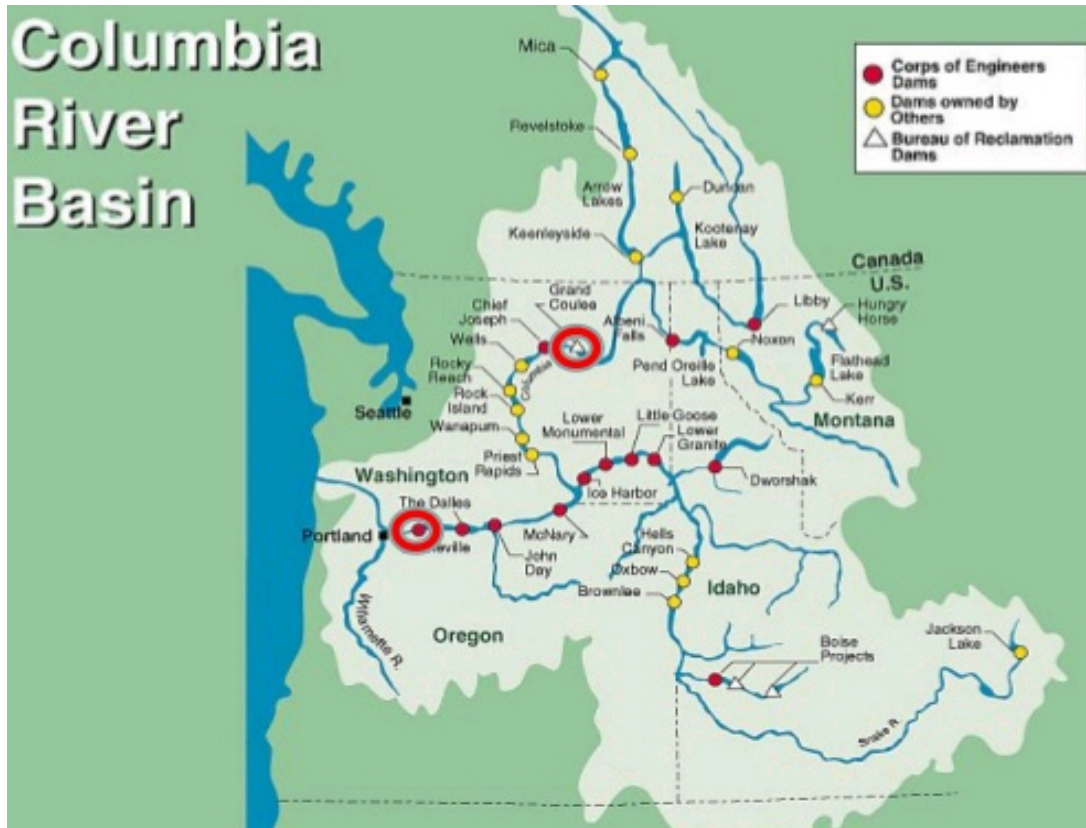 Columbia
River
Basin
Corps of Engineers
Dams
Dams owned by
Others
Bureau of Reclamation
Dams
Mica
Revelstoke
Arrow
Lakes
Duncan
Keenleyside
Kootenay
Lake
Canada
U.S.
Grand
Coulee
Chief
Joseph
Albeni
Falls
Libby
Hungry
Horse
Wells
Noxon
Columbia
Rocky
Reach
Pend Oreille
Lake
Flathead
Lake
Rock
Island
Kerr
Seattle
Wanapum
Lower
Monumental
Little Goose
Lower
Granite
Montana
Priest
Rapids
Washington
Ice Harbor
Dworshak
The Dalles
Portland
neville
McNary
John
Day
Hells
Canyon
Oxbow
Brownlee
Idaho
Willamette R.
Oregon
Boise
Projects
Jackson
Lake
Snake R.